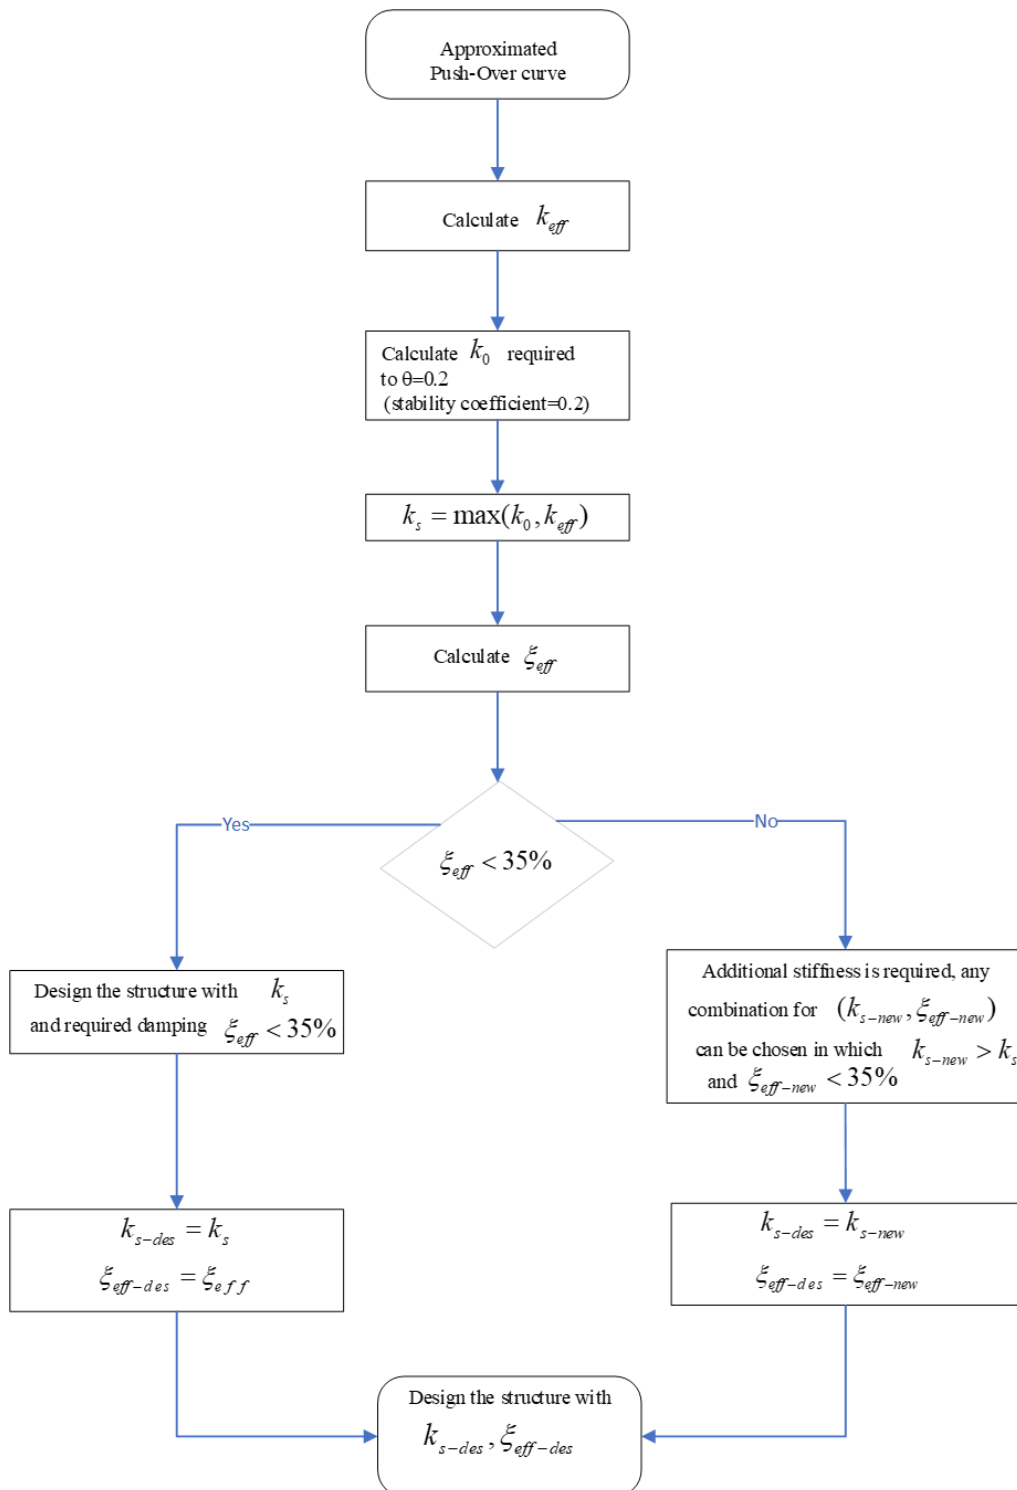 Approximated
Push-Over curve
Calculate k_eff
Calculate k_0 required
to θ=0.2
(stability coefficient=0.2)
k_s = max(k_0, k_eff)
Calculate ξ_eff
Yes
No
ξ_eff < 35%
Design the structure with k_s
and required damping ξ_eff < 35%
Additional stiffness is required, any
combination for (k_s-new, ξ_eff-new)
can be chosen in which k_s-new > k_s
and ξ_eff-new < 35%
k_s-des = k_s
ξ_eff-des = ξ_eff
k_s-des = k_s-new
ξ_eff-des = ξ_eff-new
Design the structure with
k_s-des, ξ_eff-des